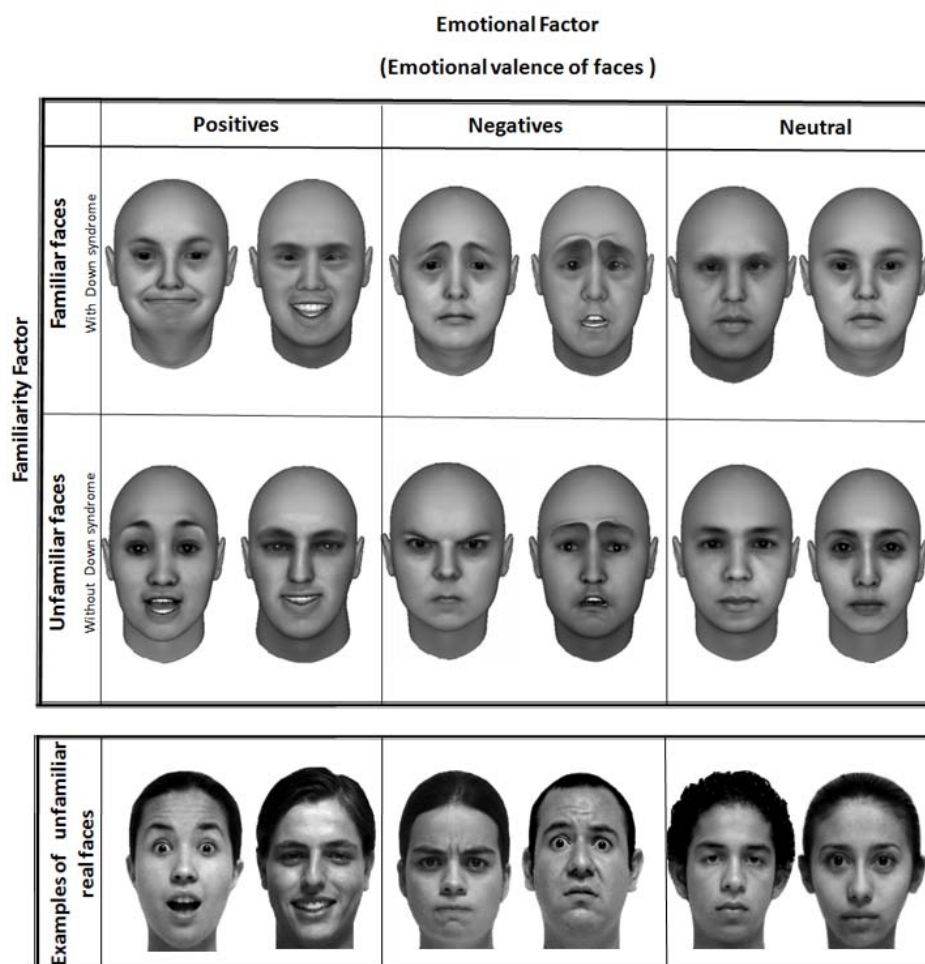 Emotional Factor
(Emotional valence of faces )
Positives
Negatives
Neutral
Familiarity Factor
Familiar faces
With Down syndrome
Unfamiliar faces
Without Down syndrome
Examples of unfamiliar
real faces